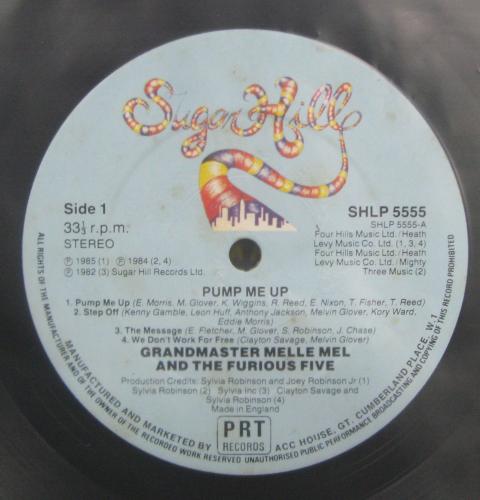 Sugar Hill
Side 1
33⅓ r.p.m.
STEREO
Ⓟ 1985 (1) Ⓟ 1984 (2, 4)
Ⓟ 1982 (3) Sugar Hill Records Ltd.
SHLP 5555
SHLP 5555-A
Four Hills Music Ltd./Heath
Levy Music Co. Ltd. (1, 3, 4)
Four Hills Music Ltd./Heath
Levy Music Co. Ltd./Mighty
Three Music (2)
PUMP ME UP
1. Pump Me Up (E. Morris, M. Glover, K. Wiggins, R. Reed, E. Nixon, T. Fisher, T. Reed)
2. Step Off (Kenny Gamble, Leon Huff, Anthony Jackson, Melvin Glover, Kory Ward,
Eddie Morris)
3. The Message (E. Fletcher, M. Glover, S. Robinson, J. Chase)
4. We Don't Work For Free (Clayton Savage, Melvin Glover)
GRANDMASTER MELLE MEL
AND THE FURIOUS FIVE
Production Credits: Sylvia Robinson and Joey Robinson Jr (1)
Sylvia Robinson (2) Sylvia Inc (3) Clayton Savage and
Sylvia Robinson (4)
Made in England
PRT
RECORDS
MANUFACTURED AND MARKETED BY
ACC HOUSE, GT. CUMBERLAND PLACE, W.1
ALL RIGHTS OF THE MANUFACTURER AND OF THE OWNER OF THE RECORDED WORK RESERVED UNAUTHORISED PUBLIC PERFORMANCE BROADCASTING AND COPYING OF THIS RECORD PROHIBITED